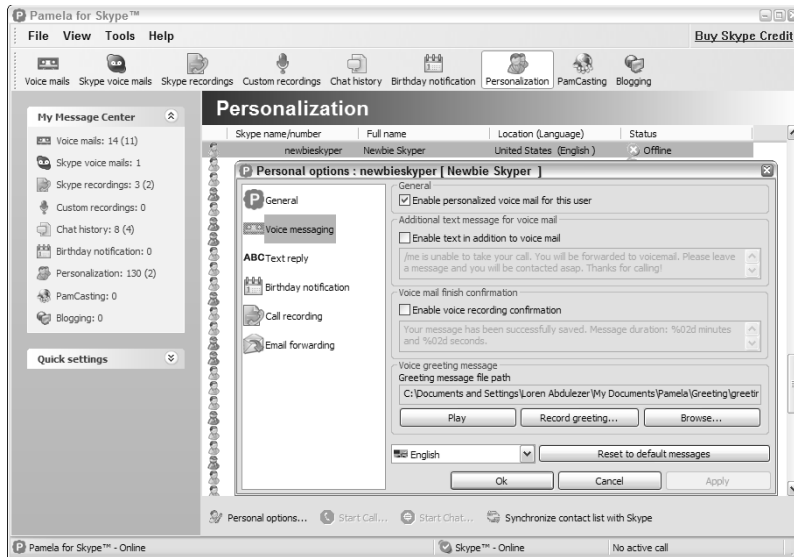 Pamela for Skype™
File View Tools Help
Buy Skype Credit
Voice mails Skype voice mails Skype recordings Custom recordings Chat history Birthday notification Personalization PamCasting Blogging
My Message Center
Voice mails: 14 (11)
Skype voice mails: 1
Skype recordings: 3 (2)
Custom recordings: 0
Chat history: 8 (4)
Birthday notification: 0
Personalization: 130 (2)
PamCasting: 0
Blogging: 0
Quick settings
Personalization
Skype name/number Full name Location (Language) Status
newbieskyper Newbie Skyper United States (English ) Offline
Personal options : newbieskyper [ Newbie Skyper ]
General
Voice messaging
ABC Text reply
Birthday notification
Call recording
Email forwarding
General
Enable personalized voice mail for this user
Additional text message for voice mail
Enable text in addition to voice mail
/me is unable to take your call. You will be forwarded to voicemail. Please leave
a message and you will be contacted asap. Thanks for calling!
Voice mail finish confirmation
Enable voice recording confirmation
Your message has been successfully saved. Message duration: %02d minutes
and %02d seconds.
Voice greeting message
Greeting message file path
C:\Documents and Settings\Loren Abdulezer\My Documents\Pamela\Greeting\greetir
Play Record greeting... Browse...
English Reset to default messages
Ok Cancel Apply
Personal options... Start Call... Start Chat... Synchronize contact list with Skype
Pamela for Skype™ - Online Skype™ - Online No active call